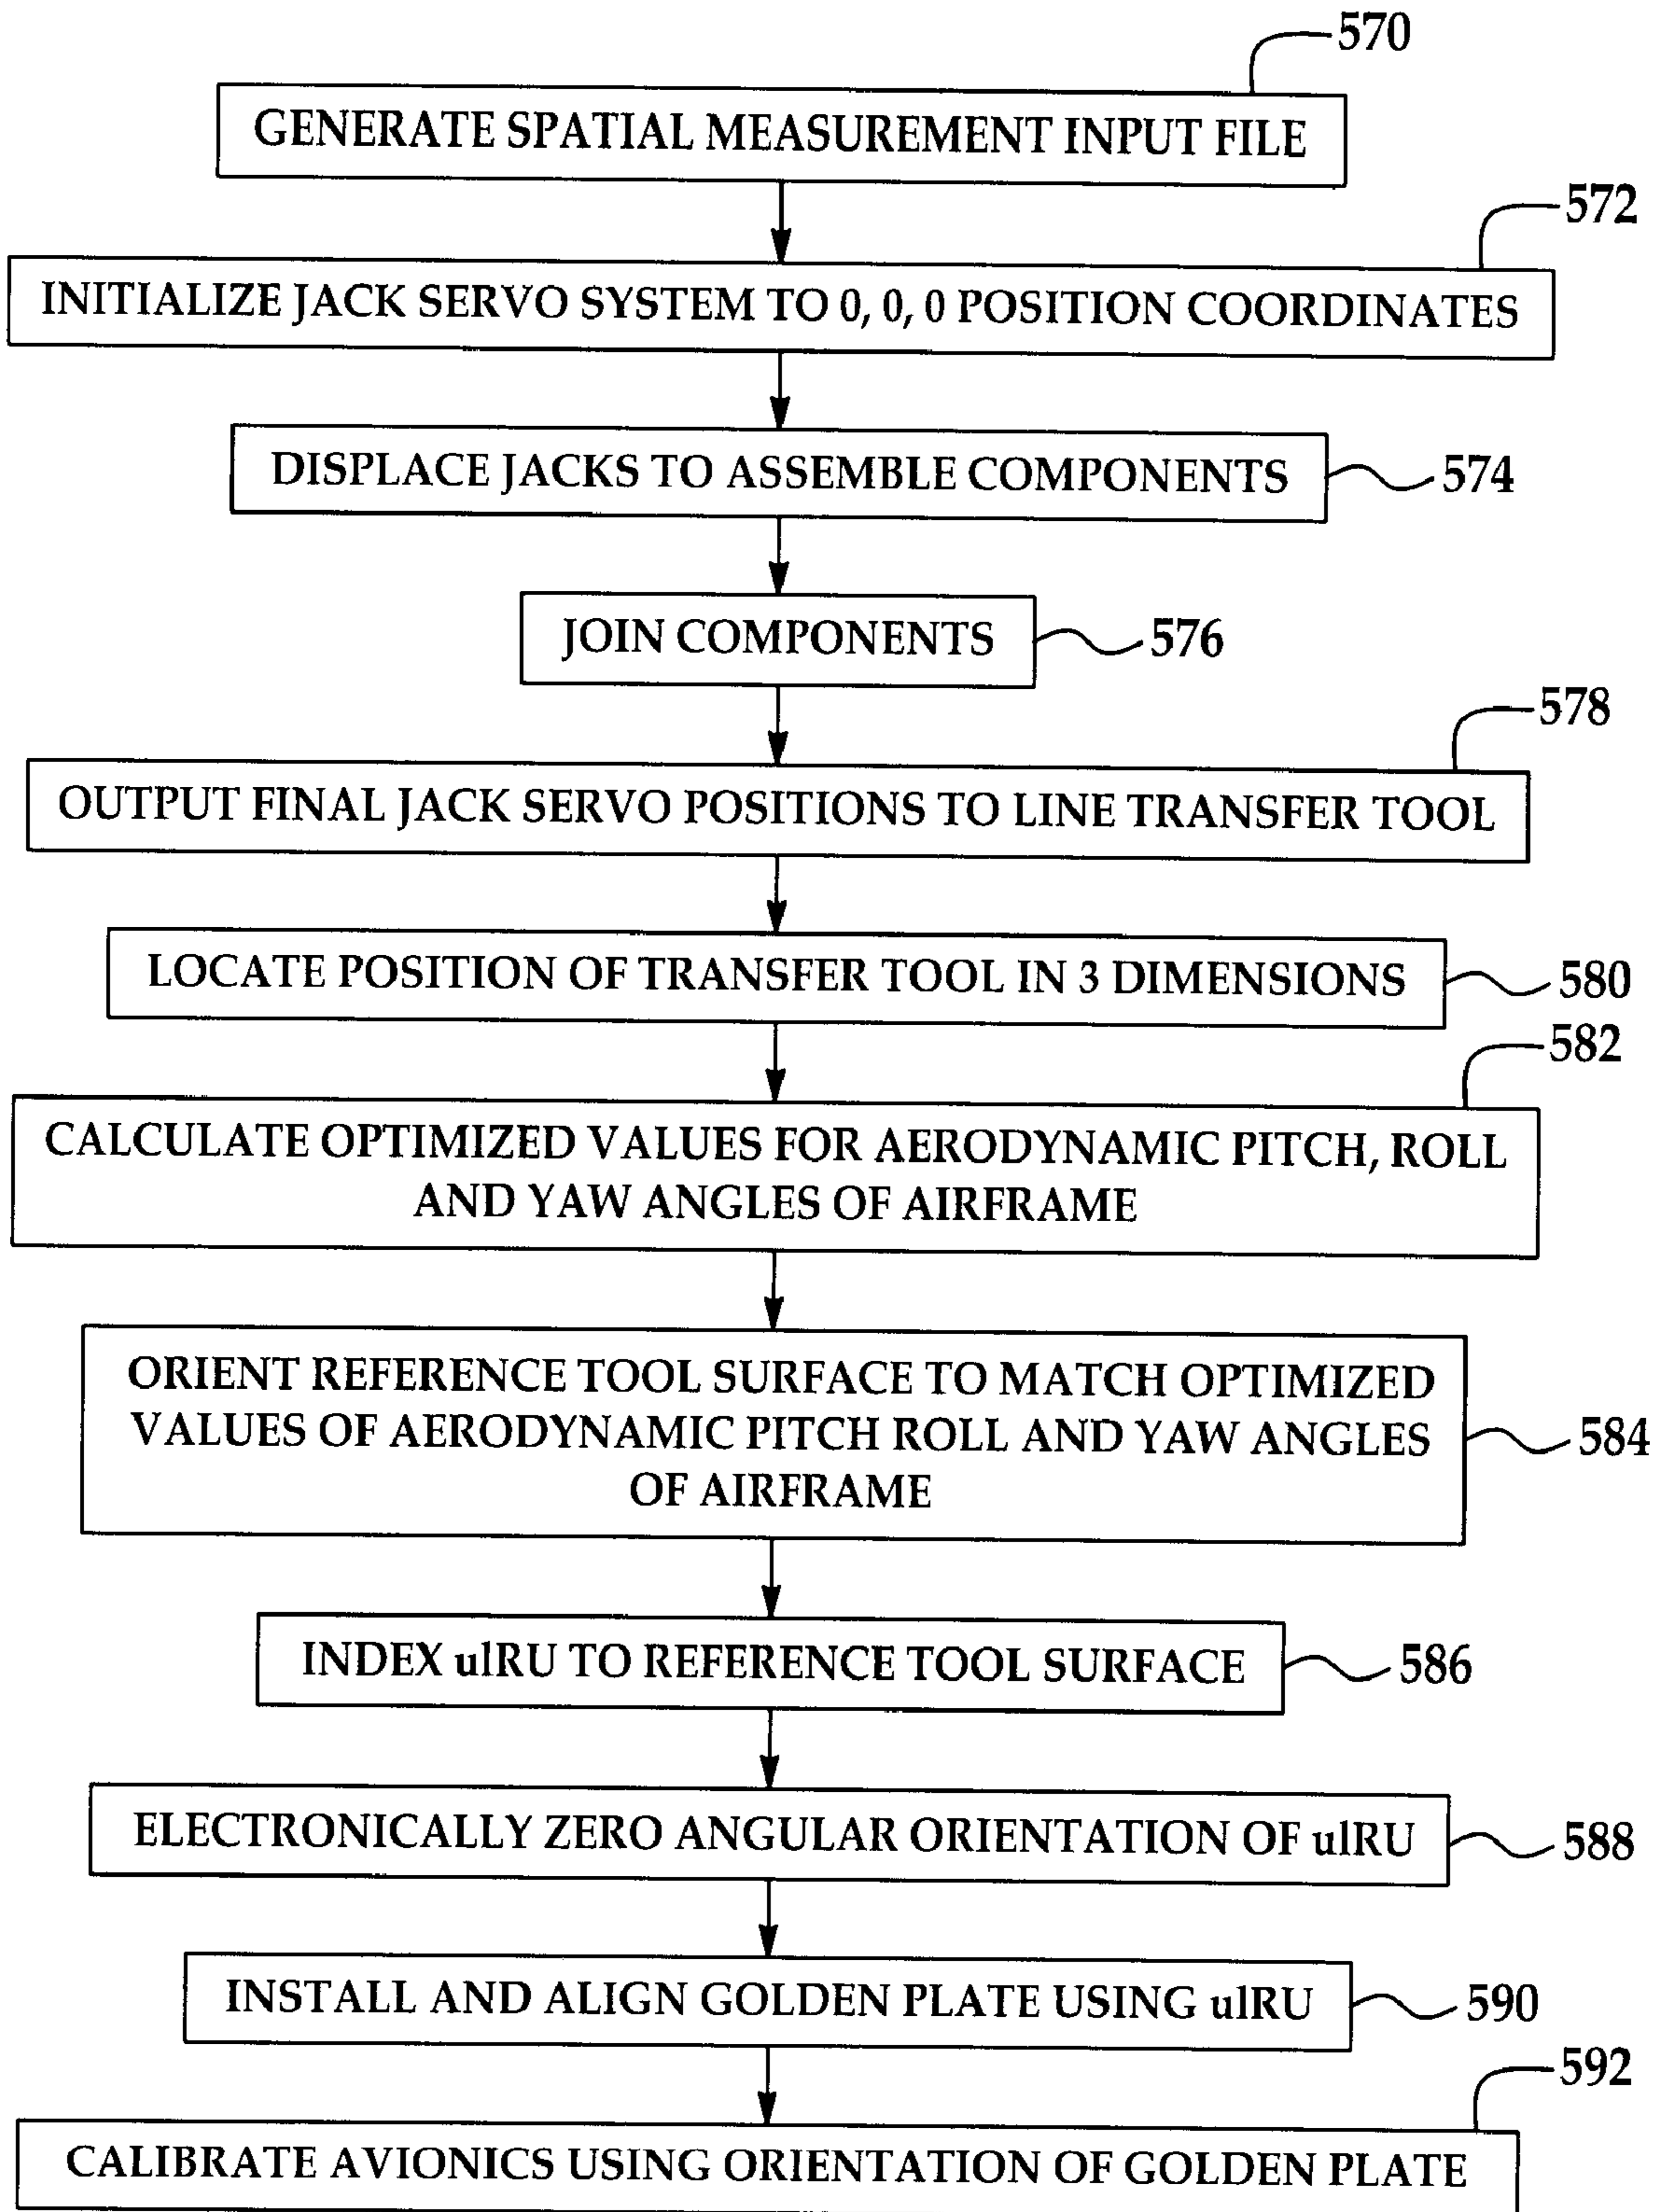 570
GENERATE SPATIAL MEASUREMENT INPUT FILE
572
INITIALIZE JACK SERVO SYSTEM TO 0, 0, 0 POSITION COORDINATES
DISPLACE JACKS TO ASSEMBLE COMPONENTS
574
JOIN COMPONENTS
576
578
OUTPUT FINAL JACK SERVO POSITIONS TO LINE TRANSFER TOOL
LOCATE POSITION OF TRANSFER TOOL IN 3 DIMENSIONS
580
582
CALCULATE OPTIMIZED VALUES FOR AERODYNAMIC PITCH, ROLL
AND YAW ANGLES OF AIRFRAME
ORIENT REFERENCE TOOL SURFACE TO MATCH OPTIMIZED
VALUES OF AERODYNAMIC PITCH ROLL AND YAW ANGLES
OF AIRFRAME
584
INDEX ulRU TO REFERENCE TOOL SURFACE
586
ELECTRONICALLY ZERO ANGULAR ORIENTATION OF ulRU
588
INSTALL AND ALIGN GOLDEN PLATE USING ulRU
590
592
CALIBRATE AVIONICS USING ORIENTATION OF GOLDEN PLATE